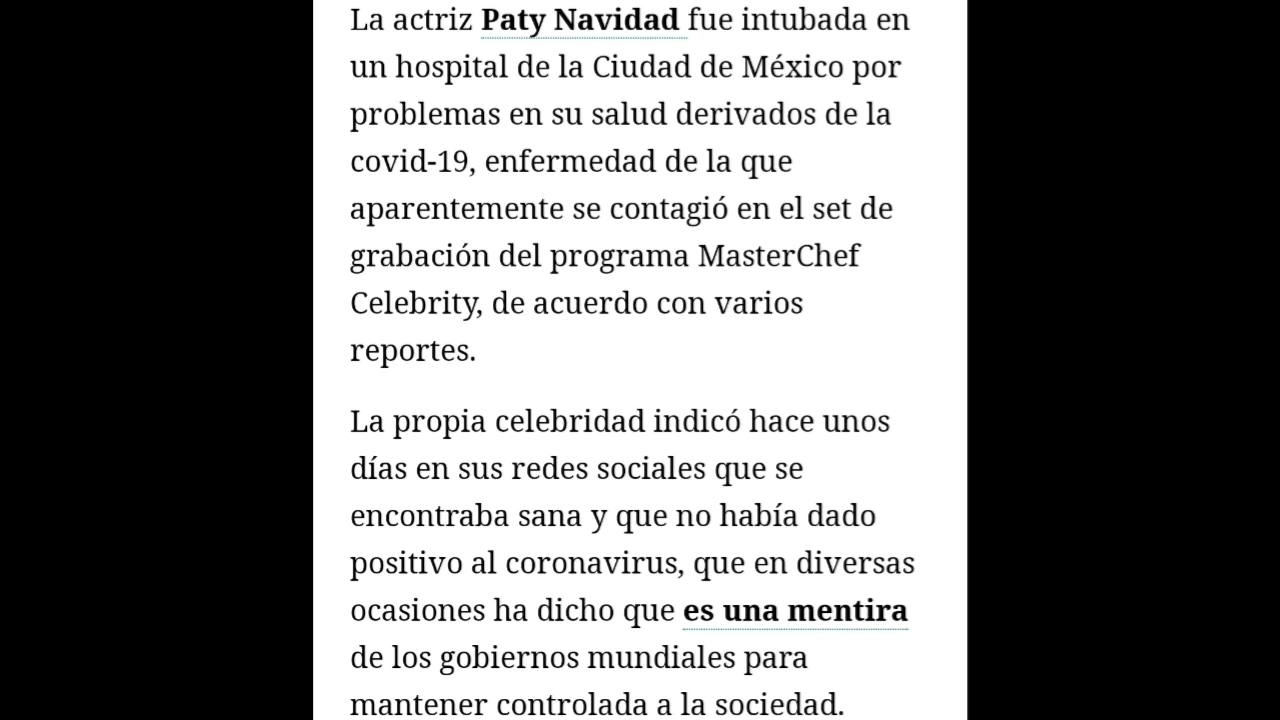 La actriz Paty Navidad fue intubada en
un hospital de la Ciudad de México por
problemas en su salud derivados de la
covid-19, enfermedad de la que
aparentemente se contagió en el set de
grabación del programa MasterChef
Celebrity, de acuerdo con varios
reportes.
La propia celebridad indicó hace unos
días en sus redes sociales que se
encontraba sana y que no había dado
positivo al coronavirus, que en diversas
ocasiones ha dicho que es una mentira
de los gobiernos mundiales para
mantener controlada a la sociedad.